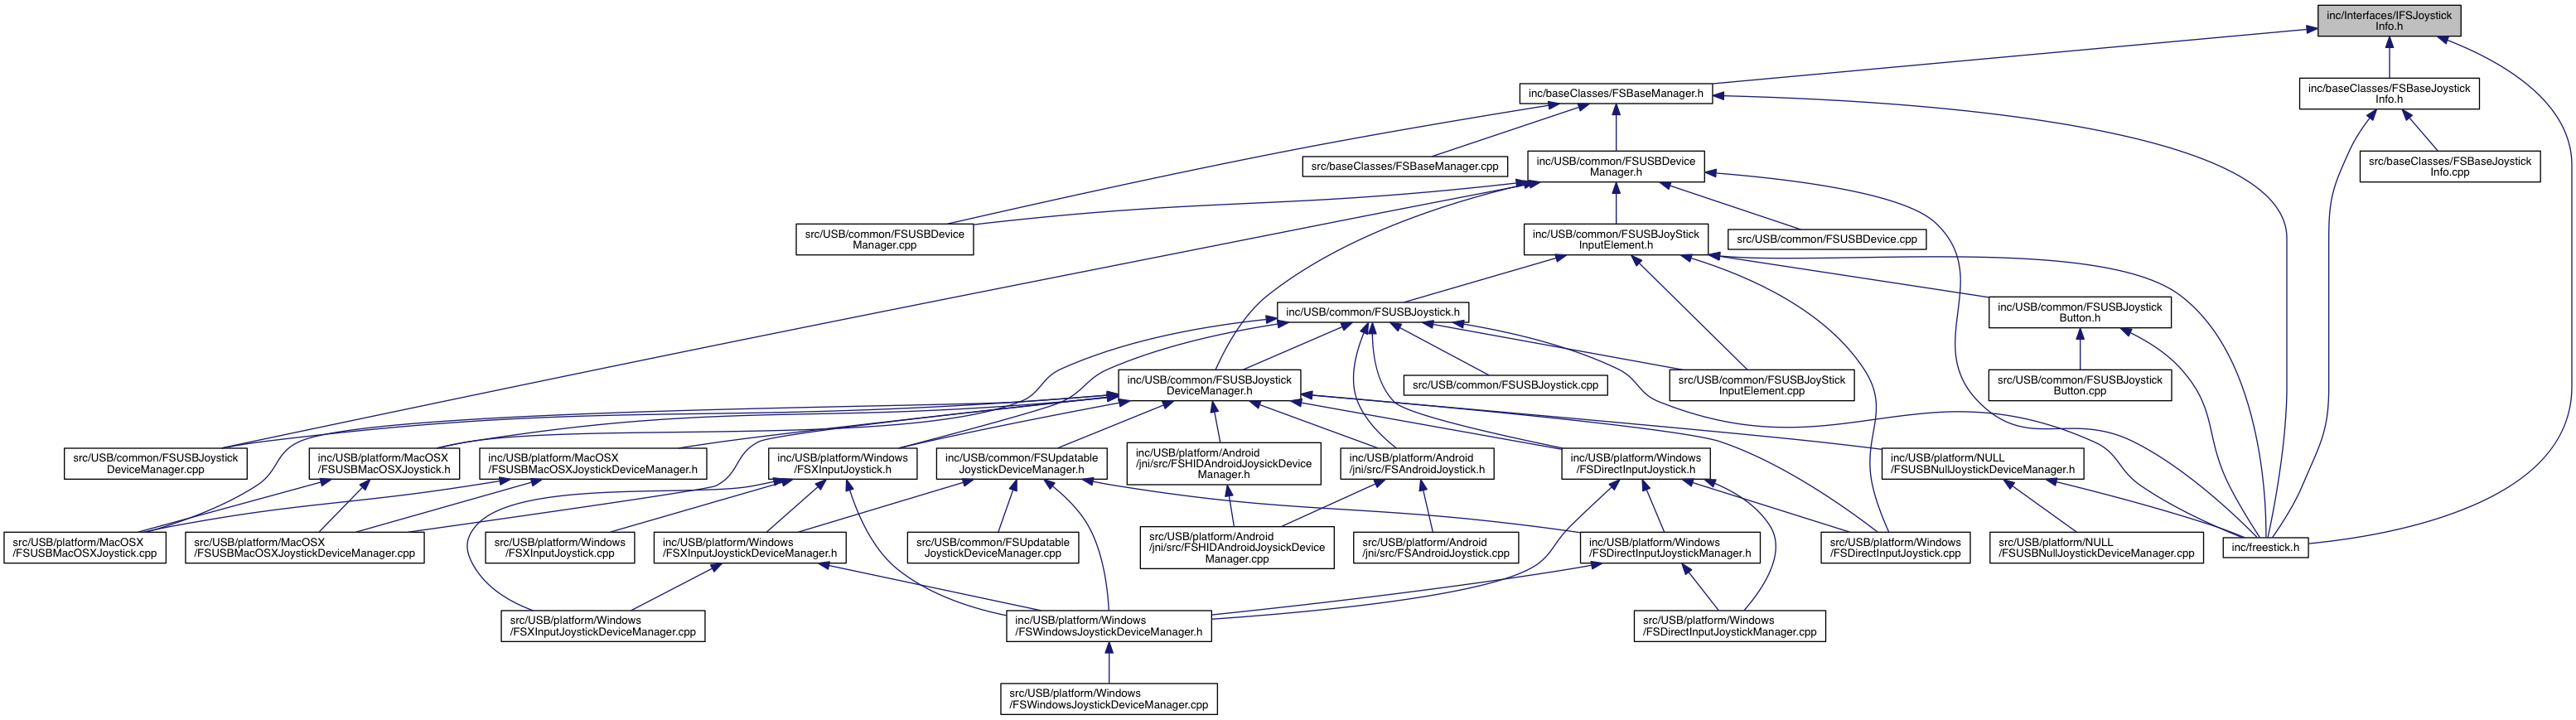 inc/Interfaces/IFSJoystick
Info.h
inc/baseClasses/FSBaseManager.h
inc/baseClasses/FSBaseJoystick
Info.h
src/baseClasses/FSBaseManager.cpp
inc/USB/common/FSUSBDevice
Manager.h
src/baseClasses/FSBaseJoystick
Info.cpp
src/USB/common/FSUSBDevice
Manager.cpp
inc/USB/common/FSUSBJoyStick
InputElement.h
src/USB/common/FSUSBDevice.cpp
inc/USB/common/FSUSBJoystick.h
inc/USB/common/FSUSBJoystick
Button.h
inc/USB/common/FSUSBJoystick
DeviceManager.h
src/USB/common/FSUSBJoystick.cpp
src/USB/common/FSUSBJoyStick
InputElement.cpp
src/USB/common/FSUSBJoystick
Button.cpp
src/USB/common/FSUSBJoystick
DeviceManager.cpp
inc/USB/platform/MacOSX
/FSUSBMacOSXJoystick.h
inc/USB/platform/MacOSX
/FSUSBMacOSXJoystickDeviceManager.h
inc/USB/platform/Windows
/FSXInputJoystick.h
inc/USB/common/FSUpdatable
JoystickDeviceManager.h
inc/USB/platform/Android
/jni/src/FSHIDAndroidJoysickDevice
Manager.h
inc/USB/platform/Android
/jni/src/FSAndroidJoystick.h
inc/USB/platform/Windows
/FSDirectInputJoystick.h
inc/USB/platform/NULL
/FSUSBNullJoystickDeviceManager.h
src/USB/platform/MacOSX
/FSUSBMacOSXJoystick.cpp
src/USB/platform/MacOSX
/FSUSBMacOSXJoystickDeviceManager.cpp
src/USB/platform/Windows
/FSXInputJoystick.cpp
inc/USB/platform/Windows
/FSXInputJoystickDeviceManager.h
src/USB/common/FSUpdatable
JoystickDeviceManager.cpp
src/USB/platform/Android
/jni/src/FSHIDAndroidJoysickDevice
Manager.cpp
src/USB/platform/Android
/jni/src/FSAndroidJoystick.cpp
inc/USB/platform/Windows
/FSDirectInputJoystickManager.h
src/USB/platform/Windows
/FSDirectInputJoystick.cpp
src/USB/platform/NULL
/FSUSBNullJoystickDeviceManager.cpp
inc/freestick.h
src/USB/platform/Windows
/FSXInputJoystickDeviceManager.cpp
inc/USB/platform/Windows
/FSWindowsJoystickDeviceManager.h
src/USB/platform/Windows
/FSDirectInputJoystickManager.cpp
src/USB/platform/Windows
/FSWindowsJoystickDeviceManager.cpp